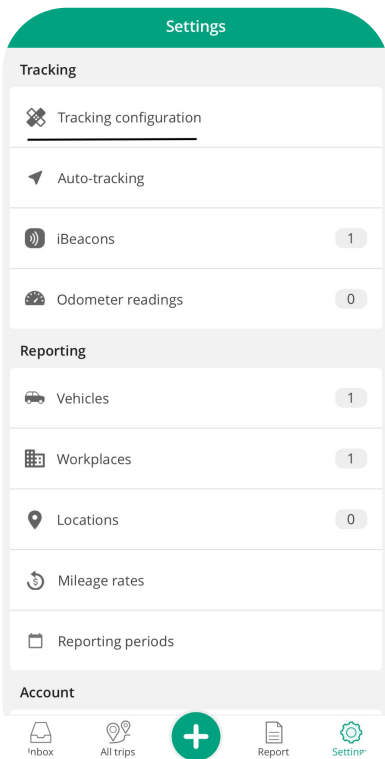 Settings
Tracking
Tracking configuration
Auto-tracking
iBeacons 1
Odometer readings 0
Reporting
Vehicles 1
Workplaces 1
Locations 0
Mileage rates
Reporting periods
Account
Inbox All trips Report Settings